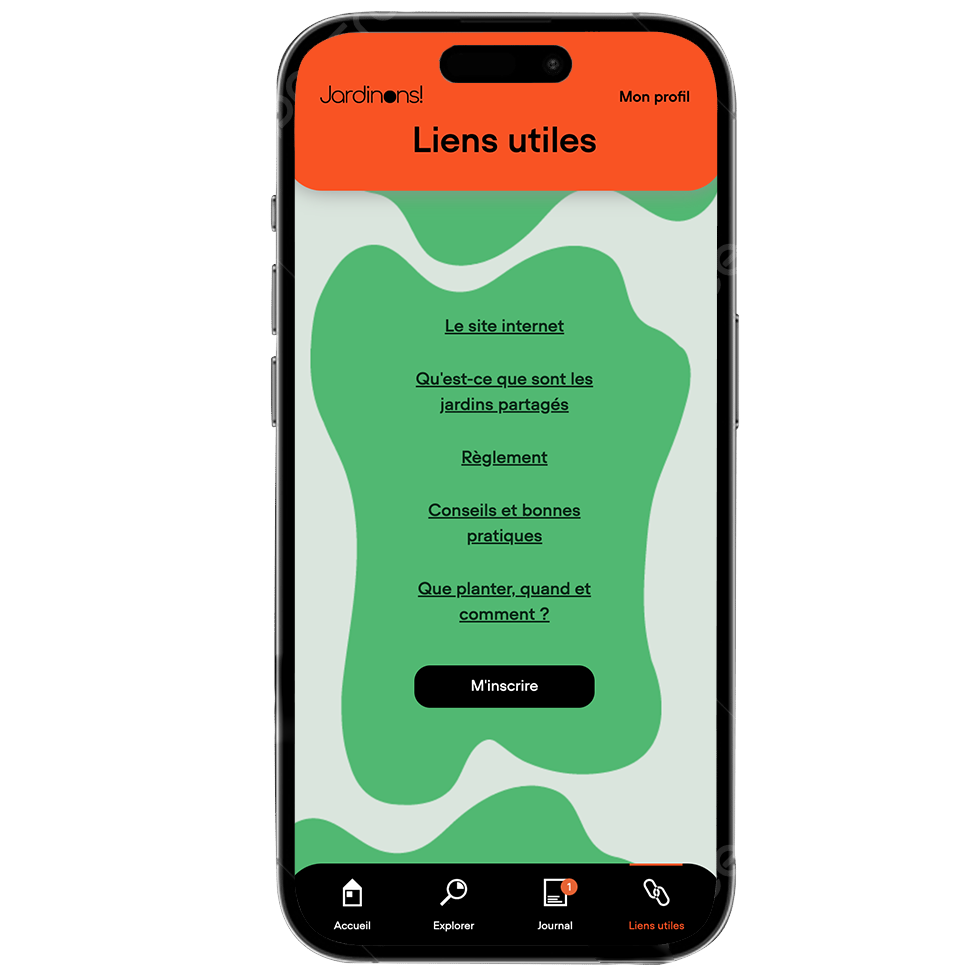 Jardinons!
Mon profil
Liens utiles
Le site internet
Qu'est-ce que sont les
jardins partagés
Règlement
Conseils et bonnes
pratiques
Que planter, quand et
comment ?
M'inscrire
1
Accueil
Explorer
Journal
Liens utiles